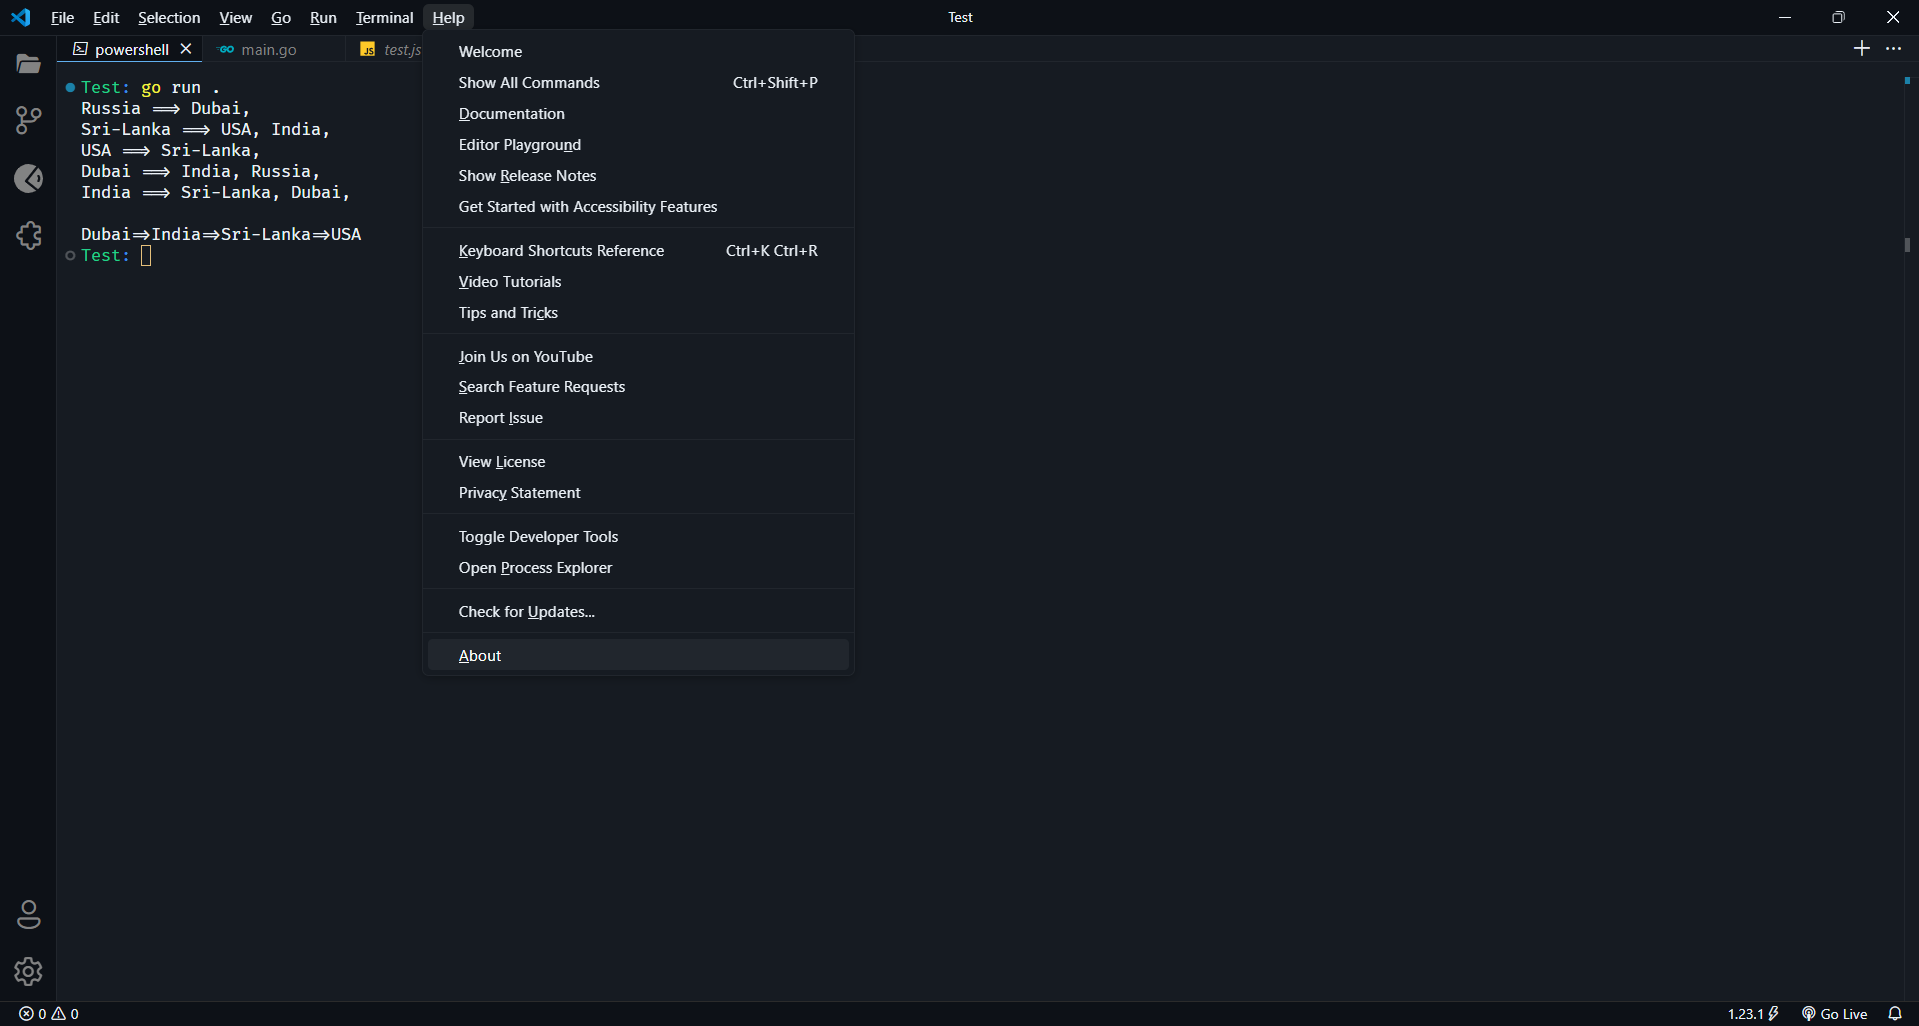 File Edit Selection View Go Run Terminal Help Test
powershell main.go test.js
Test: go run .
Russia ==> Dubai,
Sri-Lanka ==> USA, India,
USA ==> Sri-Lanka,
Dubai ==> India, Russia,
India ==> Sri-Lanka, Dubai,
Dubai=>India=>Sri-Lanka=>USA
Test:
Welcome
Show All Commands Ctrl+Shift+P
Documentation
Editor Playground
Show Release Notes
Get Started with Accessibility Features
Keyboard Shortcuts Reference Ctrl+K Ctrl+R
Video Tutorials
Tips and Tricks
Join Us on YouTube
Search Feature Requests
Report Issue
View License
Privacy Statement
Toggle Developer Tools
Open Process Explorer
Check for Updates...
About
0 0 1.23.1 Go Live